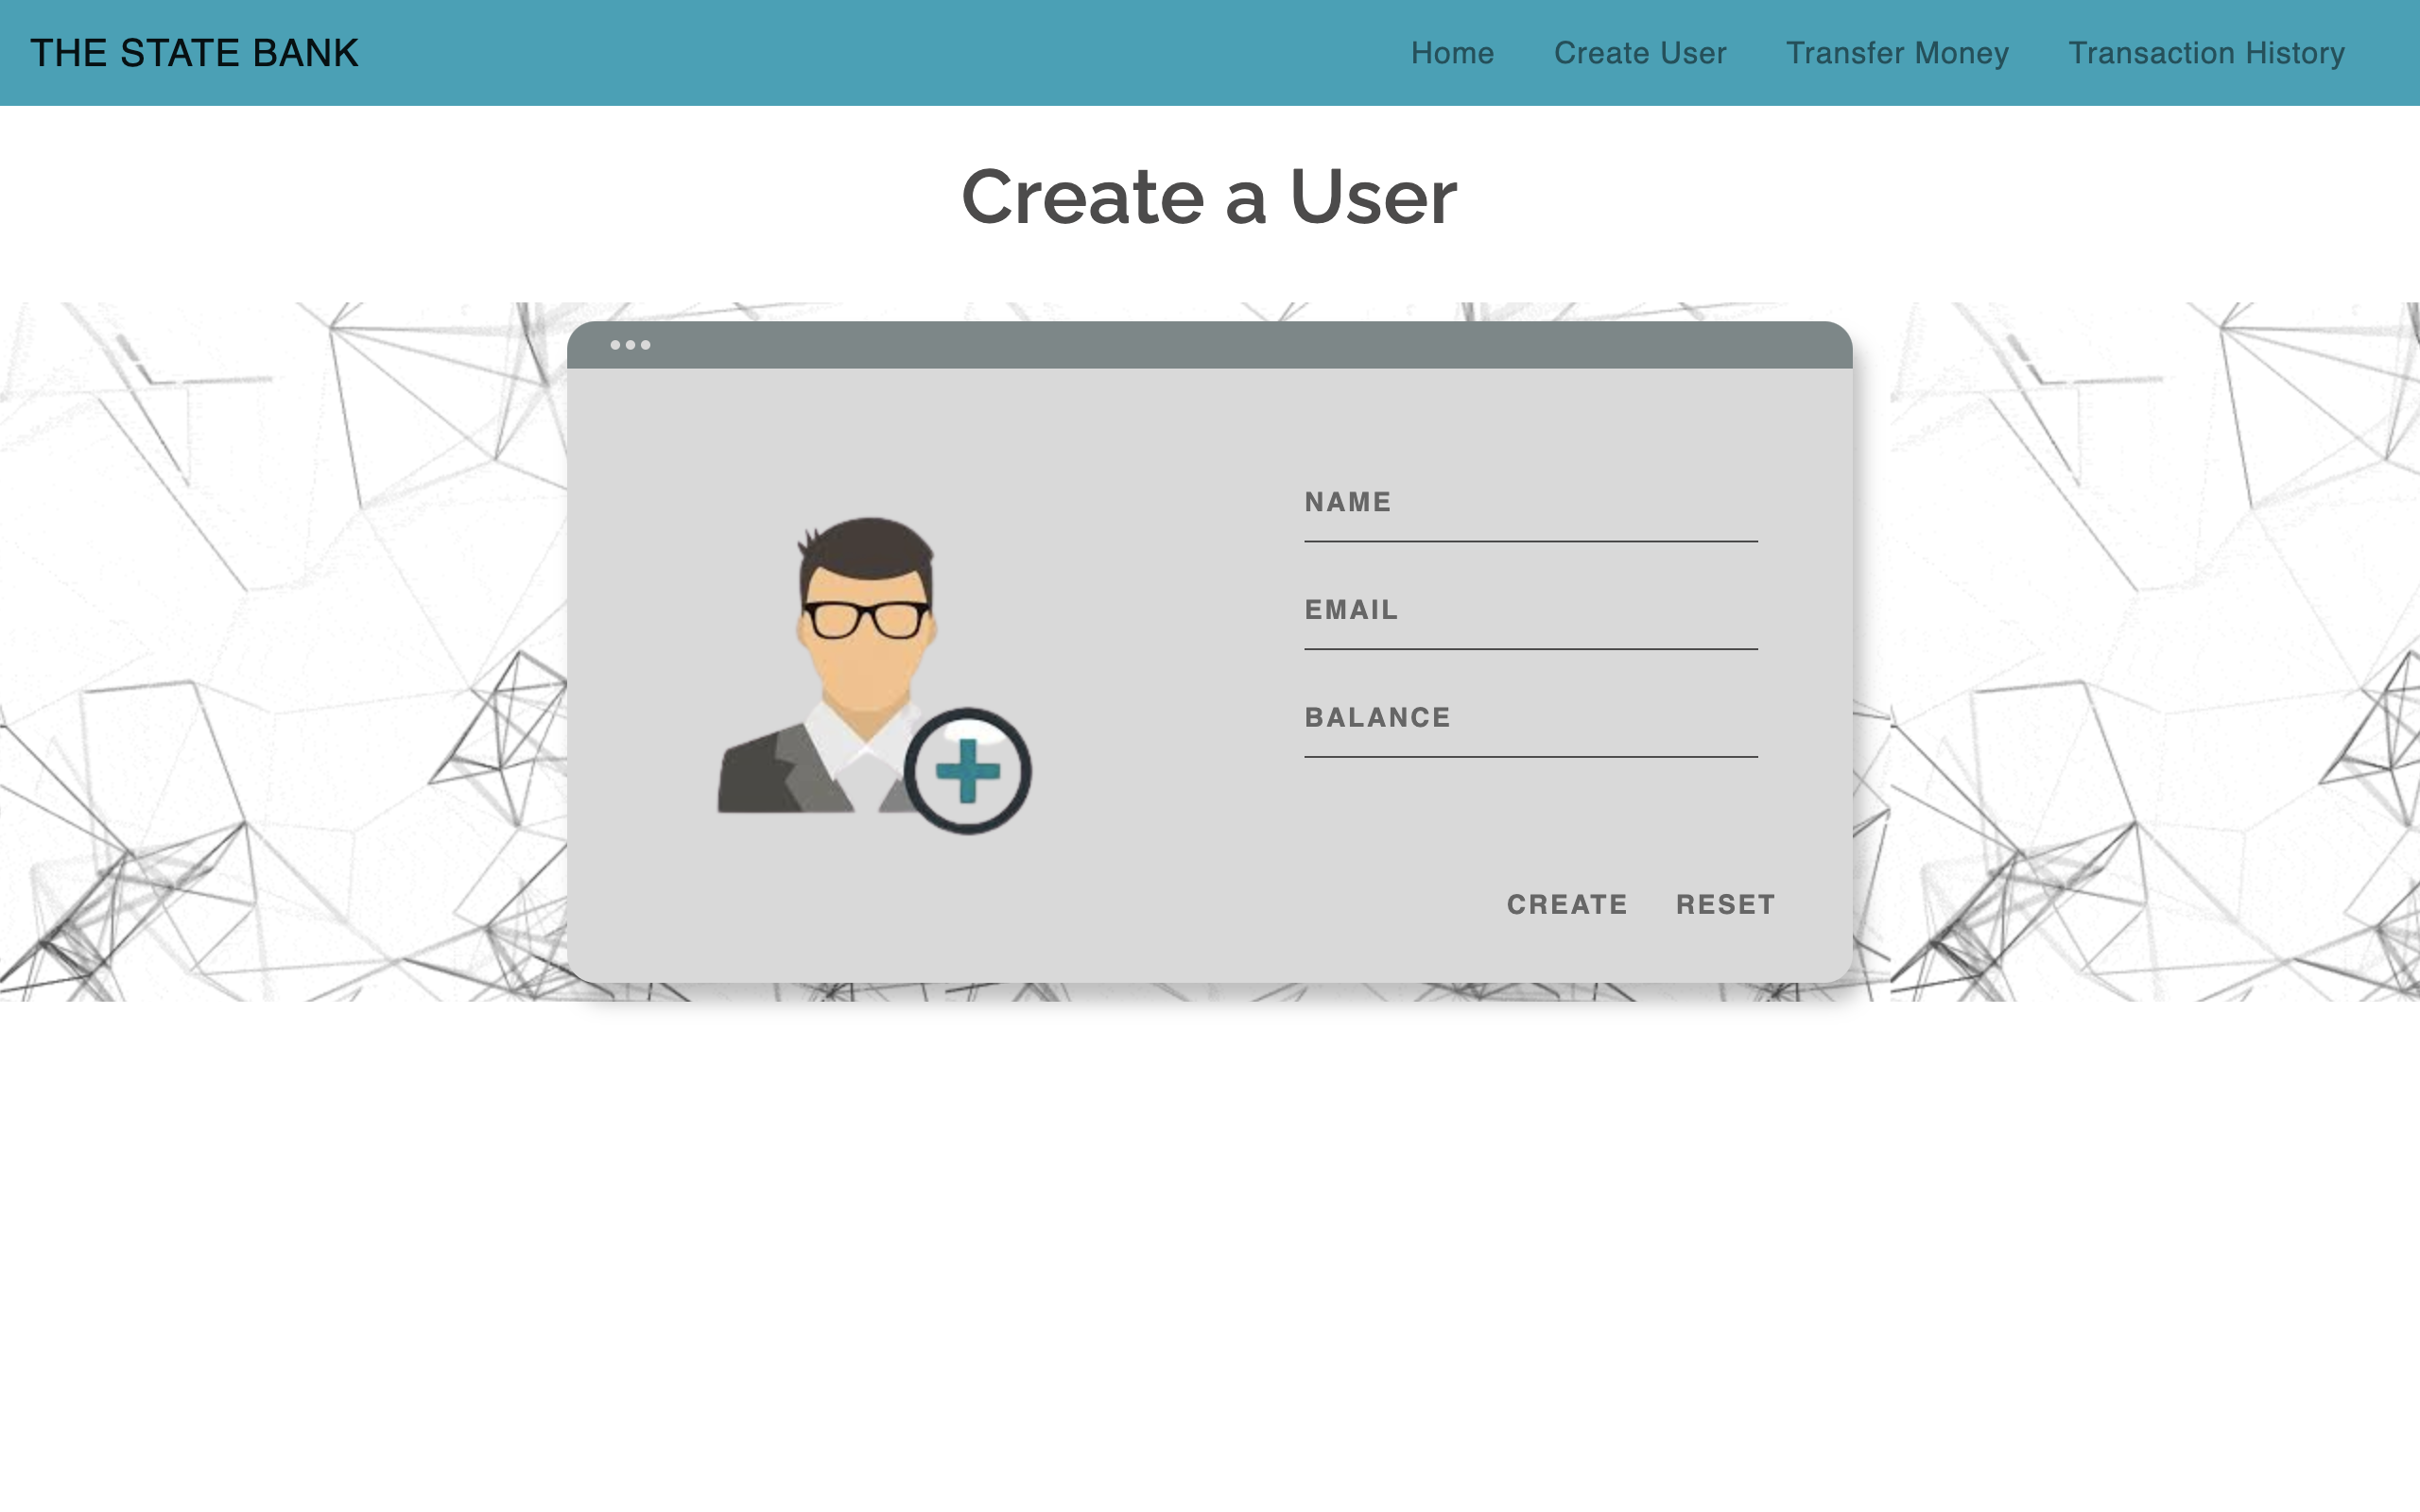 THE STATE BANK
Home Create User Transfer Money Transaction History
Create a User
NAME
EMAIL
BALANCE
CREATE RESET